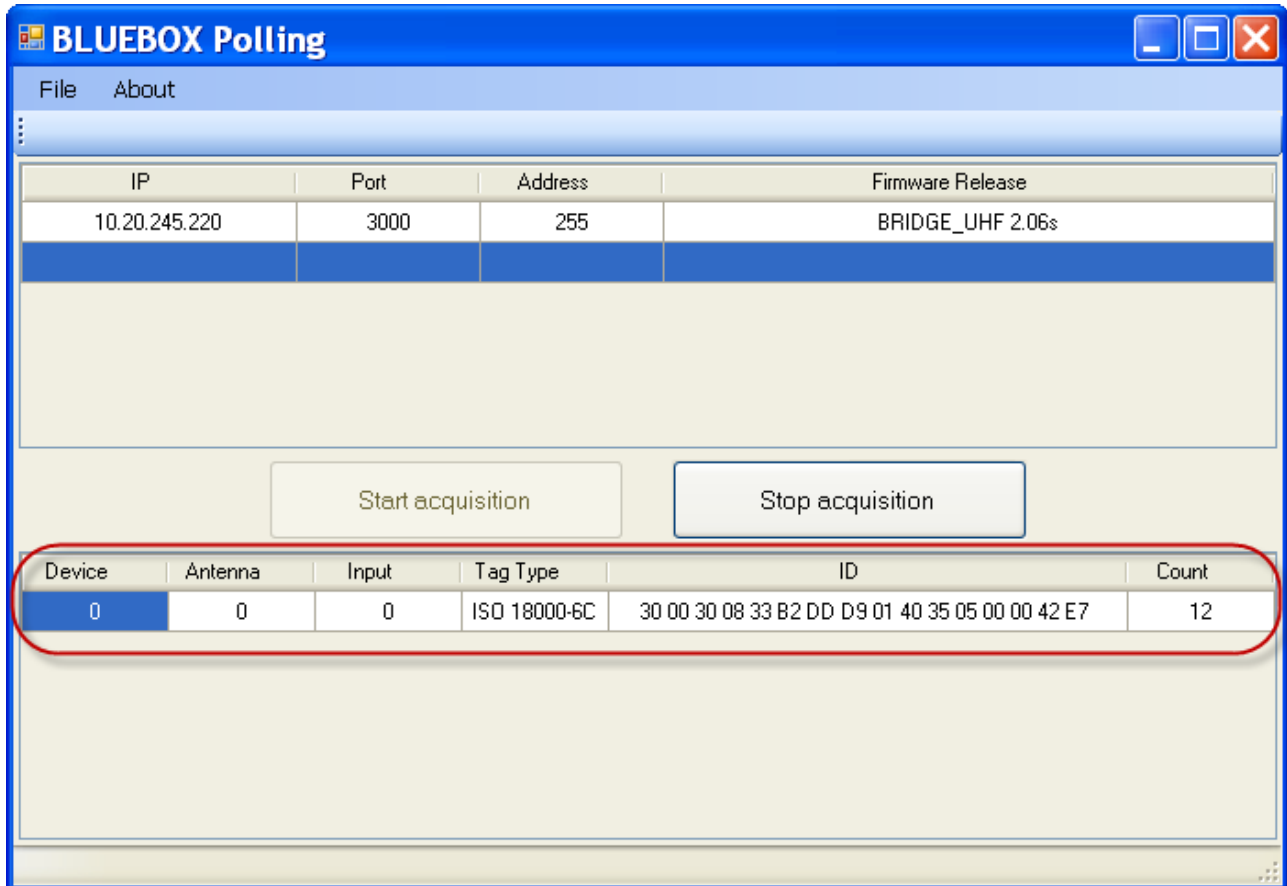 BLUEBOX Polling
File About
IP Port Address Firmware Release
10.20.245.220 3000 255 BRIDGE_UHF 2.06s
Start acquisition Stop acquisition
Device Antenna Input Tag Type ID Count
0 0 0 ISO 18000-6C 30 00 30 08 33 B2 DD D9 01 40 35 05 00 00 42 E7 12